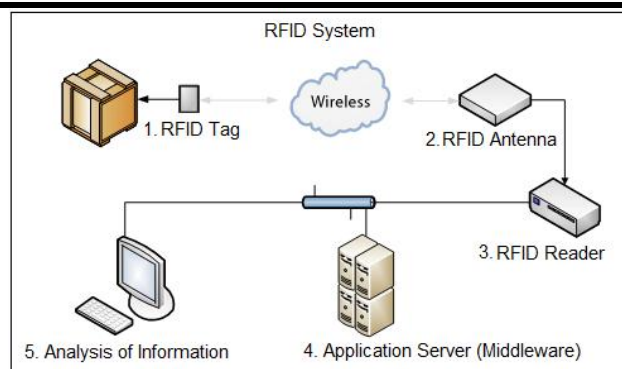 RFID System
Wireless
1. RFID Tag
2. RFID Antenna
3. RFID Reader
5. Analysis of Information
4. Application Server (Middleware)